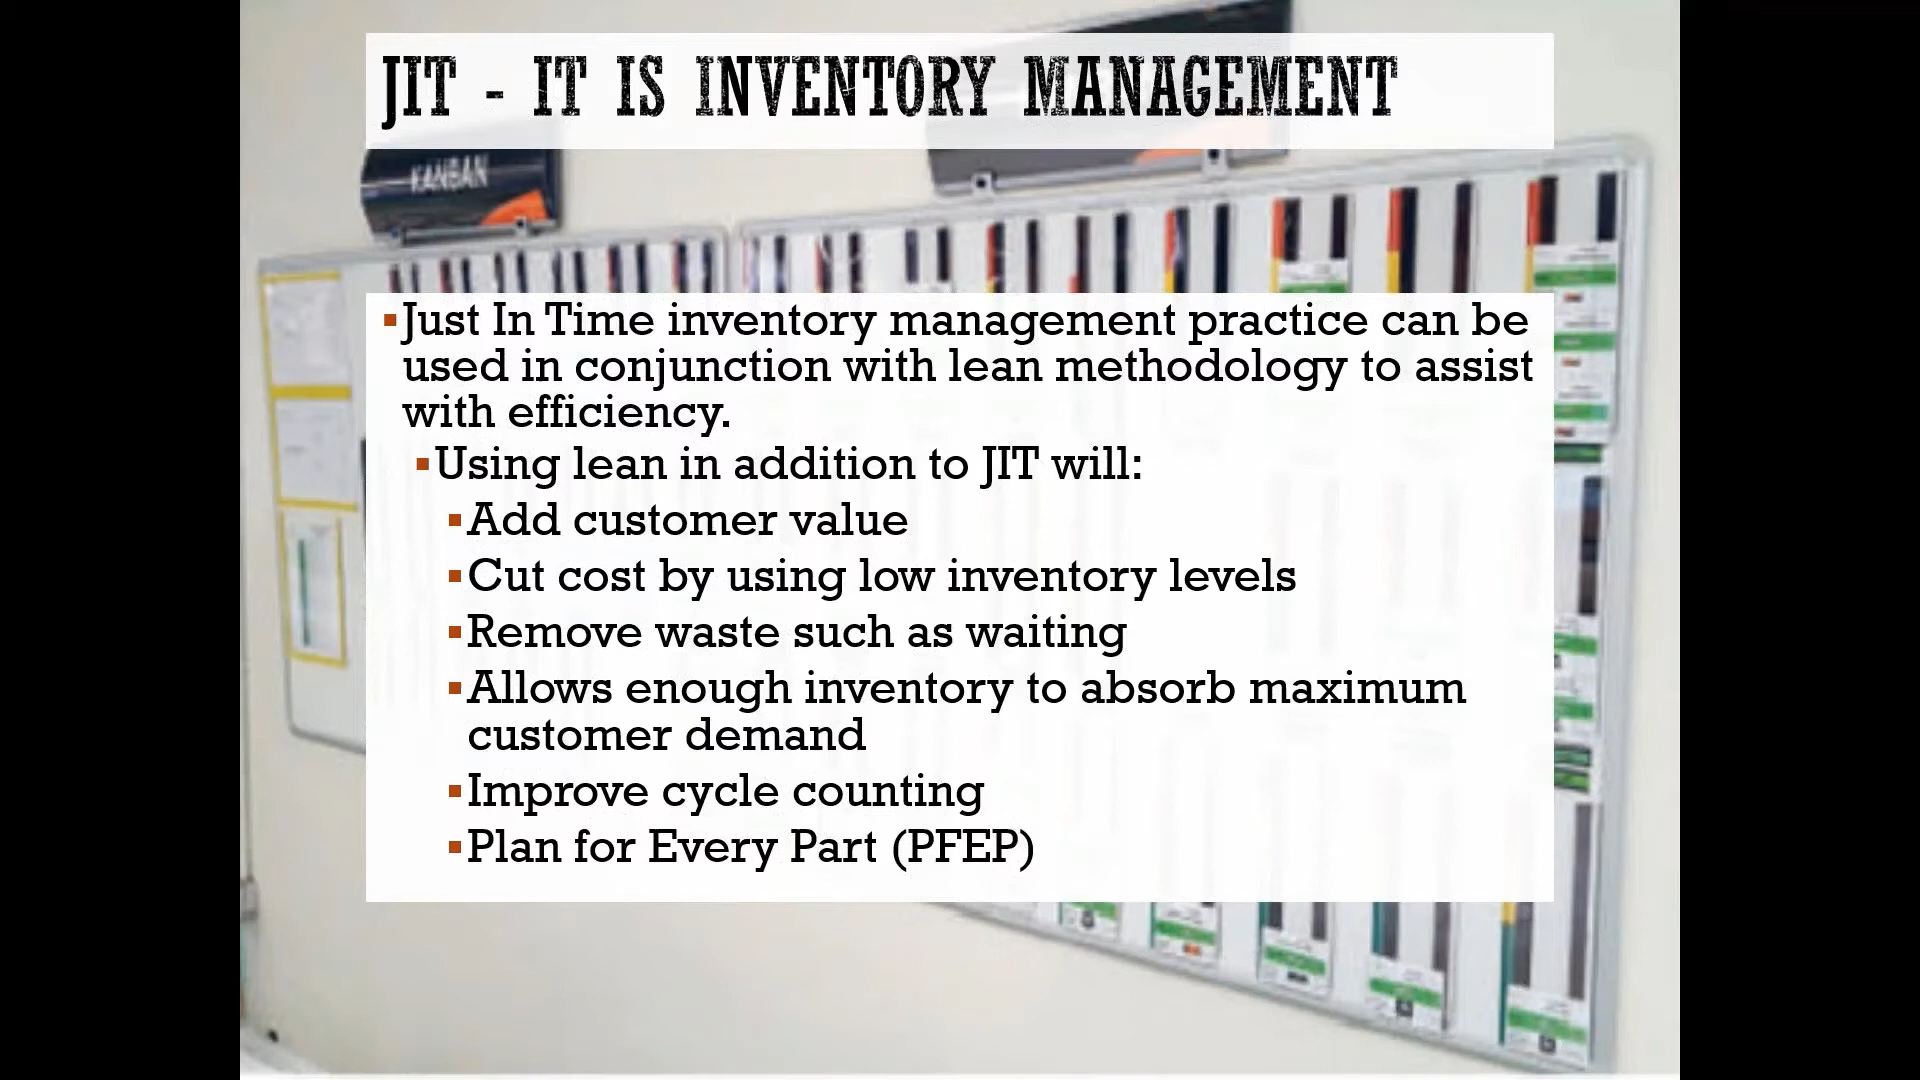 JIT - IT IS INVENTORY MANAGEMENT
KANBAN
▪Just In Time inventory management practice can be
used in conjunction with lean methodology to assist
with efficiency.
▪Using lean in addition to JIT will:
▪Add customer value
▪Cut cost by using low inventory levels
▪Remove waste such as waiting
▪Allows enough inventory to absorb maximum
customer demand
▪Improve cycle counting
▪Plan for Every Part (PFEP)